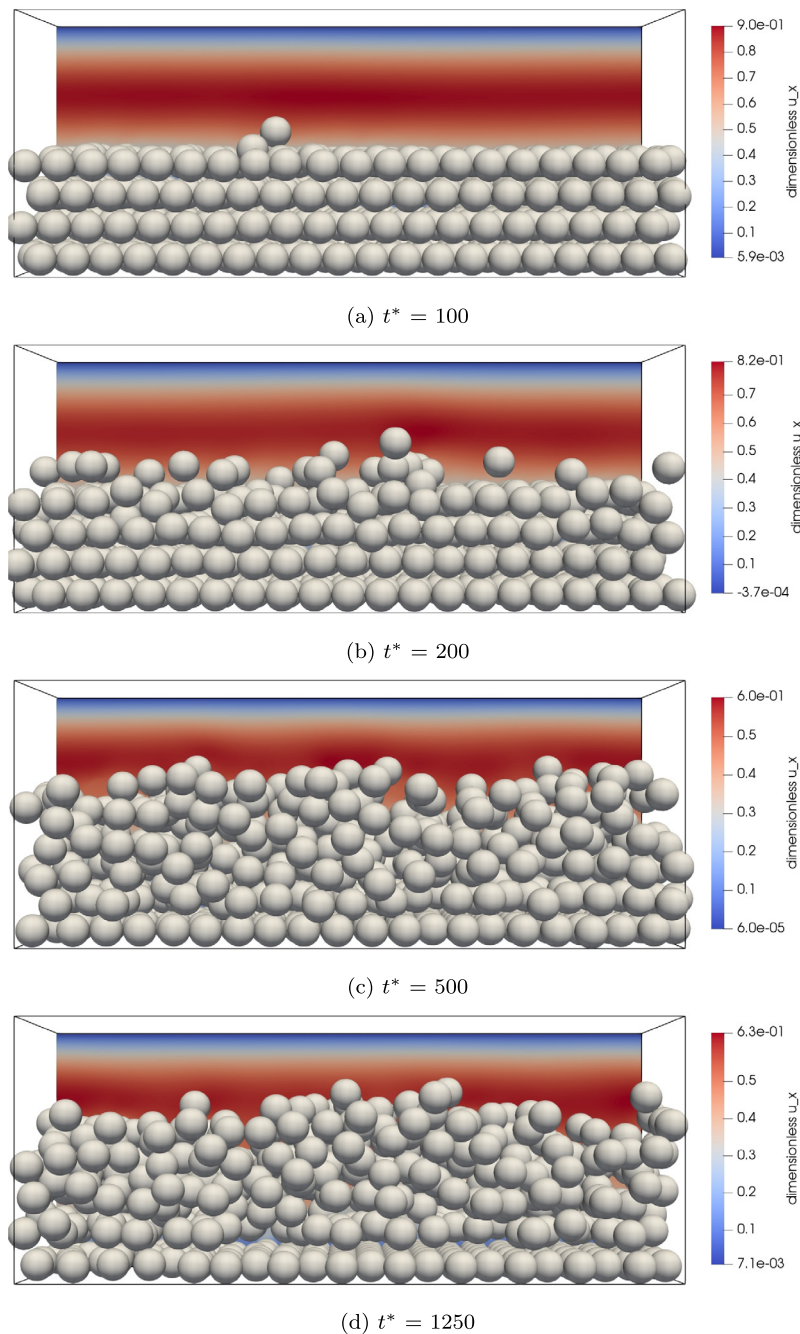 9.0e-01
0.8
0.7
0.6
0.5
0.4
0.3
0.2
0.1
5.9e-03
dimensionless u_x
(a) t* = 100
8.2e-01
0.7
0.6
0.5
0.4
0.3
0.2
0.1
-3.7e-04
dimensionless u_x
(b) t* = 200
6.0e-01
0.5
0.4
0.3
0.2
0.1
6.0e-05
dimensionless u_x
(c) t* = 500
6.3e-01
0.5
0.4
0.3
0.2
0.1
7.1e-03
dimensionless u_x
(d) t* = 1250